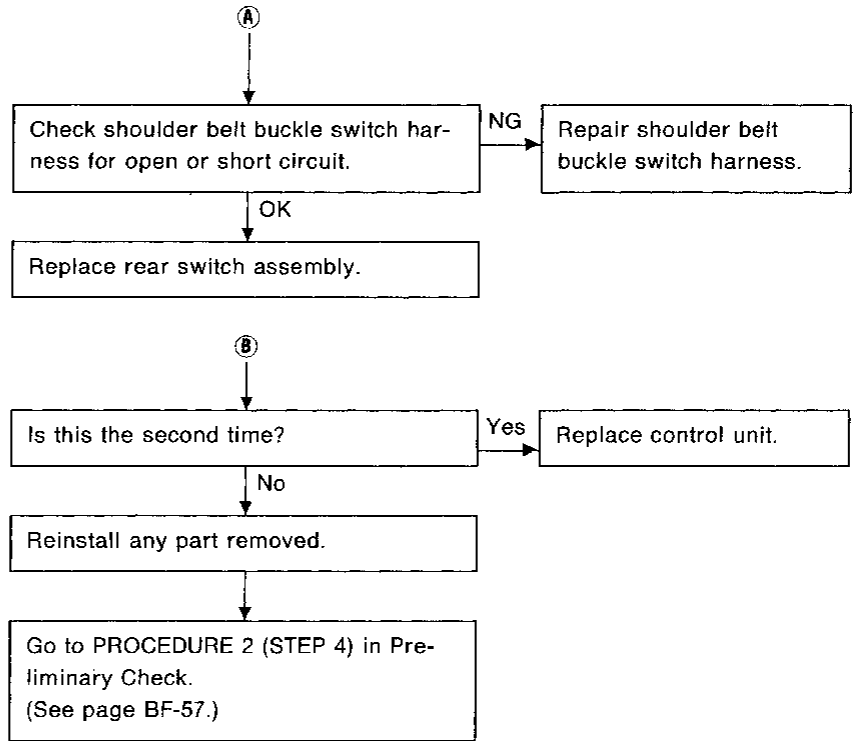 A
Check shoulder belt buckle switch har-
ness for open or short circuit.
NG
Repair shoulder belt
buckle switch harness.
OK
Replace rear switch assembly.
B
Is this the second time?
Yes
Replace control unit.
No
Reinstall any part removed.
Go to PROCEDURE 2 (STEP 4) in Pre-
liminary Check.
(See page BF-57.)